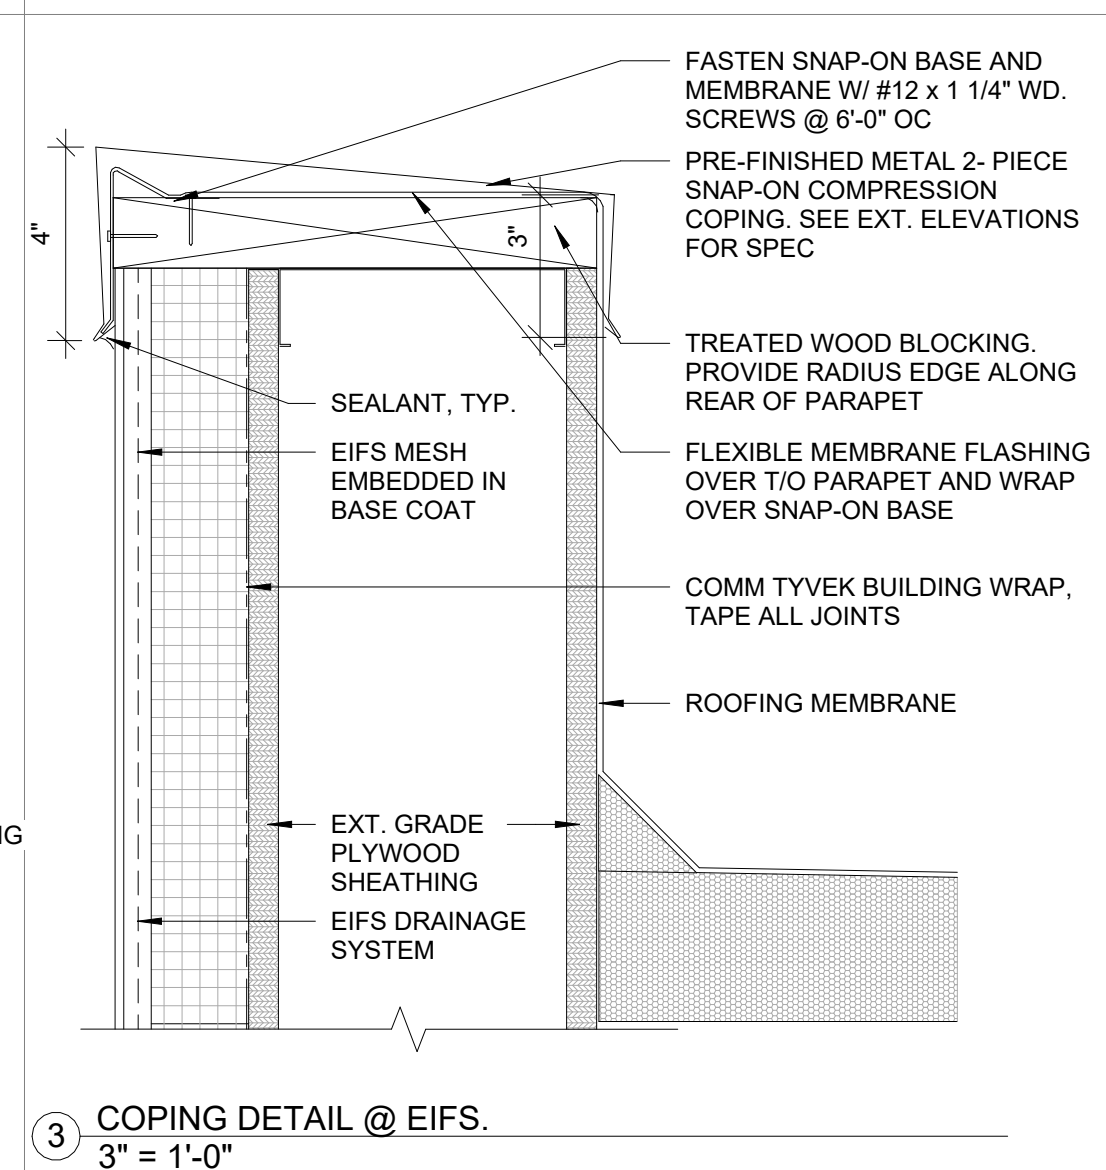 FASTEN SNAP-ON BASE AND
MEMBRANE W/ #12 x 1 1/4" WD.
SCREWS @ 6'-0" OC
PRE-FINISHED METAL 2- PIECE
SNAP-ON COMPRESSION
COPING. SEE EXT. ELEVATIONS
FOR SPEC
4"
3"
TREATED WOOD BLOCKING.
PROVIDE RADIUS EDGE ALONG
REAR OF PARAPET
SEALANT, TYP.
EIFS MESH
EMBEDDED IN
BASE COAT
FLEXIBLE MEMBRANE FLASHING
OVER T/O PARAPET AND WRAP
OVER SNAP-ON BASE
COMM TYVEK BUILDING WRAP,
TAPE ALL JOINTS
ROOFING MEMBRANE
EXT. GRADE
PLYWOOD
SHEATHING
EIFS DRAINAGE
SYSTEM
3
COPING DETAIL @ EIFS.
3" = 1'-0"